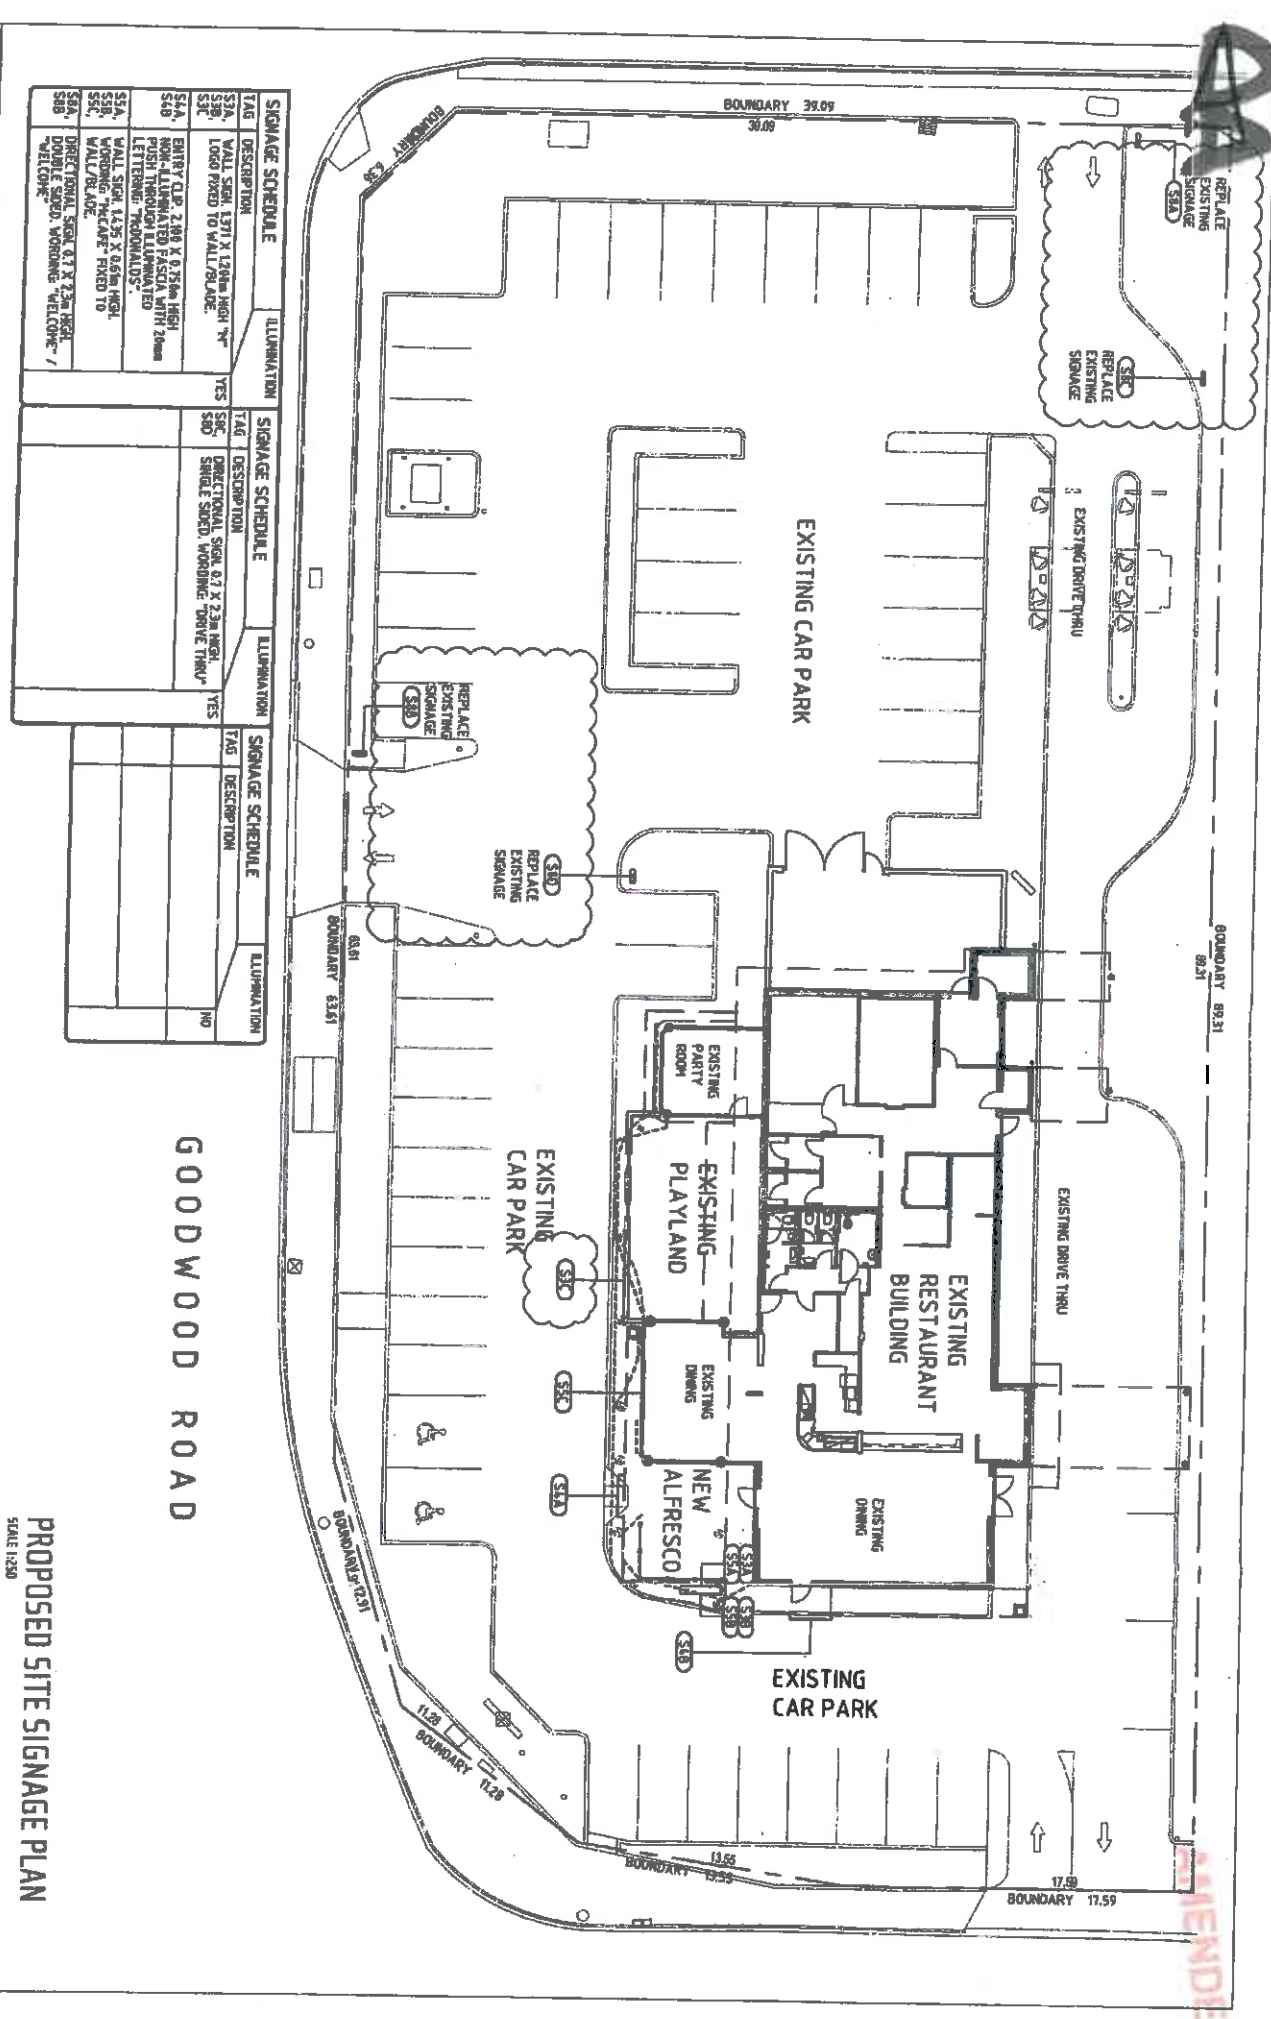 REPLACE
EXISTING
SIGNAGE
S8A
S8C
REPLACE
EXISTING
SIGNAGE
BOUNDARY 39.09
39.09
BOUNDARY 6.36
EXISTING CAR PARK
EXISTING DRIVE THRU
BOUNDARY 89.31
89.31
REPLACE
EXISTING
SIGNAGE
S8B
S8D
REPLACE
EXISTING
SIGNAGE
63.61
BOUNDARY 63.61
EXISTING
PARTY
ROOM
EXISTING
PLAYLAND
EXISTING
CAR PARK
EXISTING
RESTAURANT
BUILDING
EXISTING DRIVE THRU
EXISTING
DINING
EXISTING
DINING
NEW
ALFRESCO
S3C
S5C
S4A
S3A
S5A
S4B
EXISTING
CAR PARK
BOUNDARY 12.91
11.28
BOUNDARY 11.28
13.55
BOUNDARY 13.55
17.59
BOUNDARY 17.59
AMENDE
GOODWOOD ROAD
SIGNAGE SCHEDULE
TAG DESCRIPTION ILLUMINATION
S3A, WALL SIGN. 1.371 X 1.204m HIGH "M" YES
S3B, LOGO FIXED TO WALL/BLADE.
S3C
S4A, ENTRY CLIP 2.100 X 0.750m HIGH
S4B NON-ILLUMINATED FASCIA WITH 20mm
PUSH THROUGH ILLUMINATED
LETTERING: "McDONALDS".
S5A, WALL SIGN. 1.435 X 0.61m HIGH.
S5B, WORDING: "McCAFE" FIXED TO
S5C, WALL/BLADE.
S8A, DIRECTIONAL SIGN. 0.7 X 2.3m HIGH.
S8B DOUBLE SIDED. WORDING: "WELCOME" /
"WELCOME"
SIGNAGE SCHEDULE
TAG DESCRIPTION ILLUMINATION
S8C, DIRECTIONAL SIGN. 0.7 X 2.3m HIGH. YES
S8D SINGLE SIDED. WORDING: "DRIVE THRU"
SIGNAGE SCHEDULE
TAG DESCRIPTION ILLUMINATION
NO
PROPOSED SITE SIGNAGE PLAN
SCALE 1:250